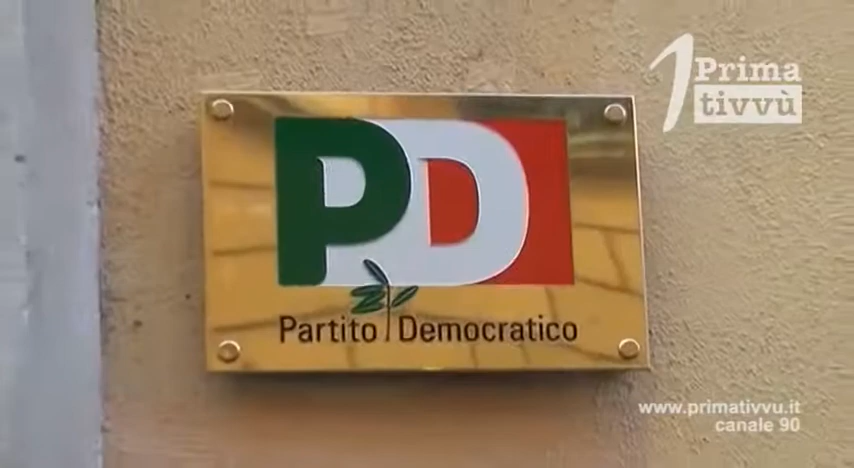 Prima
tivvù
PD
Partito Democratico
www.primativvu.it
canale 90